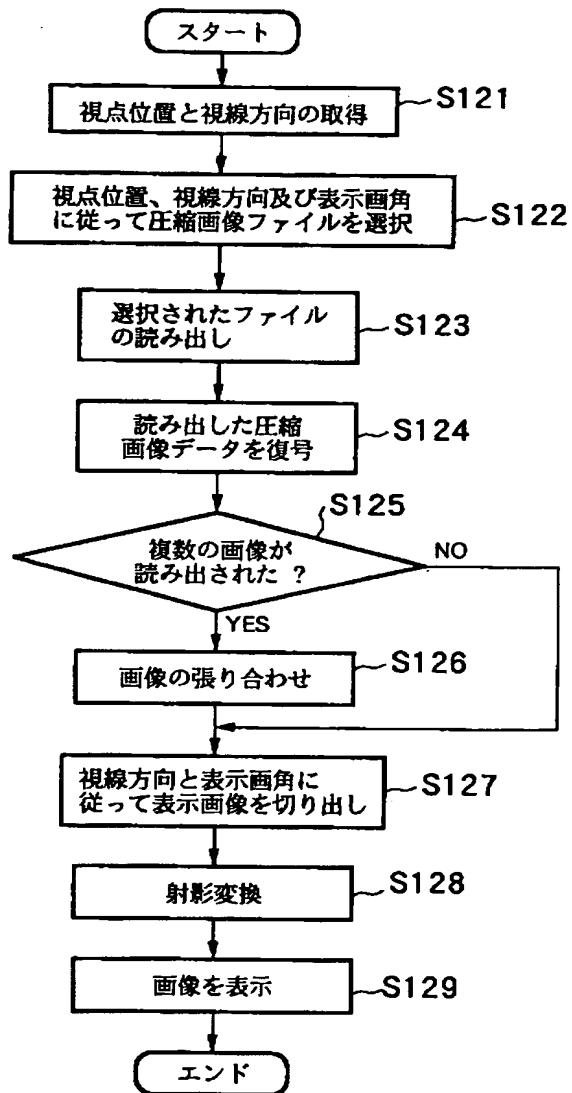 スタート
視点位置と視線方向の取得
S121
視点位置、視線方向及び表示画角
に従って圧縮画像ファイルを選択
S122
選択されたファイル
の読み出し
S123
読み出した圧縮
画像データを復号
S124
S125
複数の画像が
読み出された ?
NO
YES
画像の張り合わせ
S126
視線方向と表示画角に
従って表示画像を切り出し
S127
射影変換
S128
画像を表示
S129
エンド